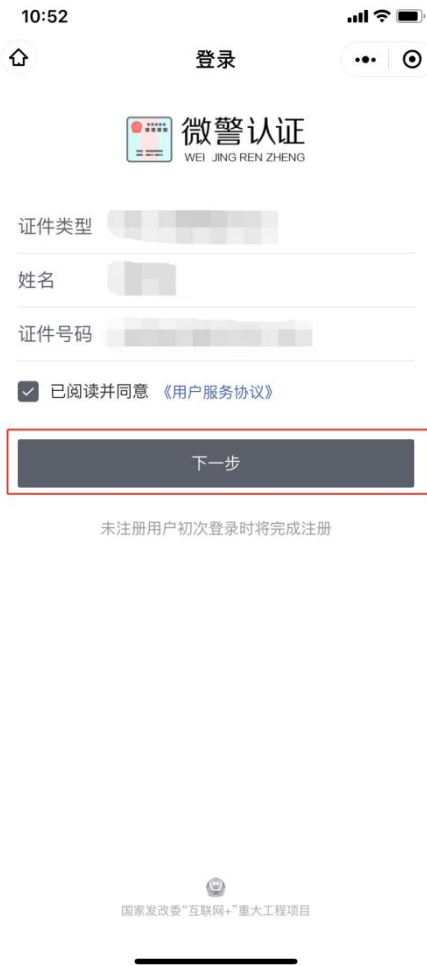 10:52
登录
微警认证
WEI JING REN ZHENG
证件类型
姓名
证件号码
已阅读并同意 《用户服务协议》
下一步
未注册用户初次登录时将完成注册
国家发改委“互联网+”重大工程项目